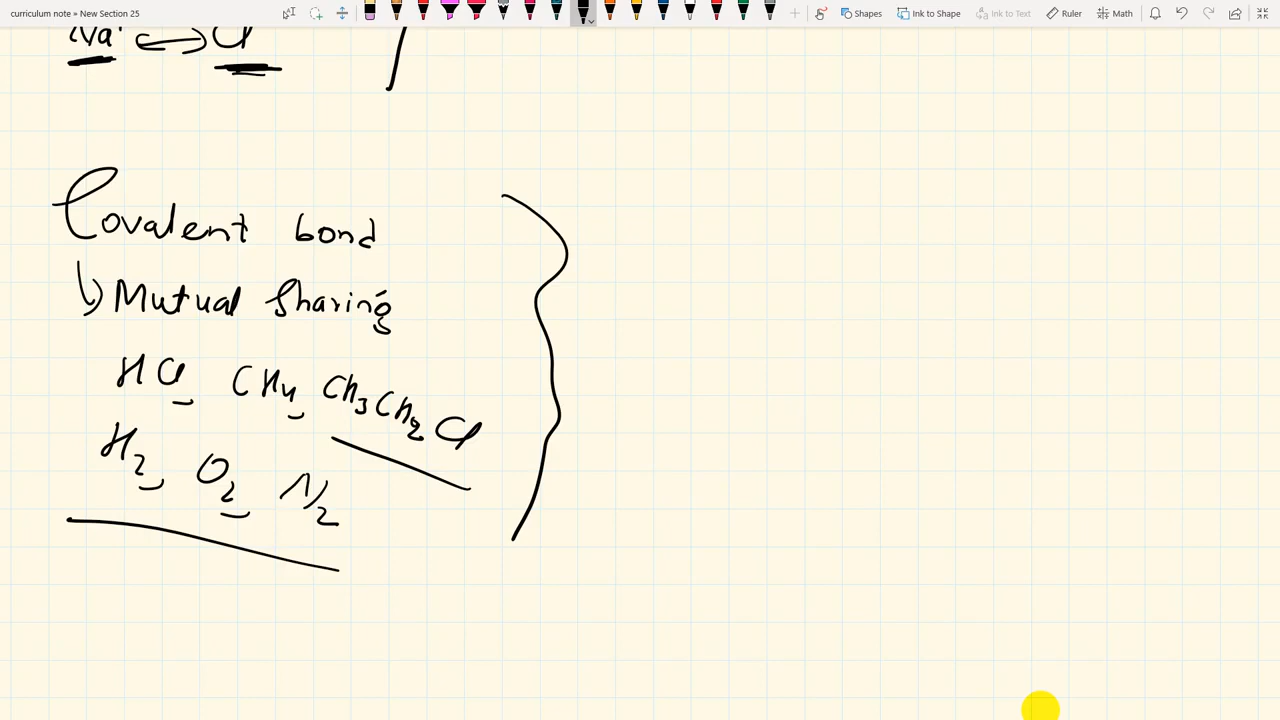 curriculum note » New Section 25
Shapes Ink to Shape Ink to Text Ruler Math
Na⁺ Cl
Covalent bond
Mutual Sharing
HCl CH4 CH3CH2Cl
H2 O2 N2